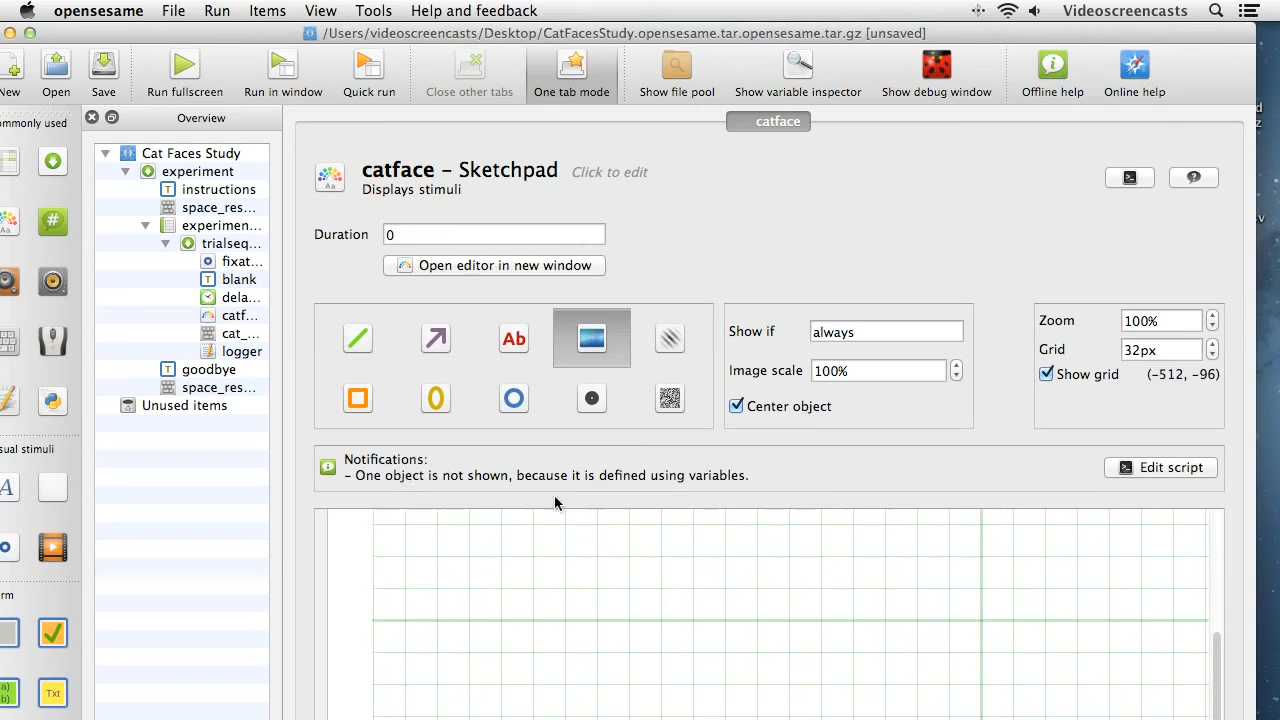 opensesame File Run Items View Tools Help and feedback Videoscreencasts
/Users/videoscreencasts/Desktop/CatFacesStudy.opensesame.tar.opensesame.tar.gz [unsaved]
New Open Save Run fullscreen Run in window Quick run Close other tabs One tab mode Show file pool Show variable inspector Show debug window Offline help Online help
ommonly used
Overview
catface
Cat Faces Study
experiment
instructions
space_res...
experimen...
trialseq...
fixat...
blank
dela...
catf...
cat_...
logger
goodbye
space_res...
Unused items
sual stimuli
A
rm
a)
b)
Txt
catface – Sketchpad Click to edit
Displays stimuli
Duration 0
Open editor in new window
Ab
Show if always
Image scale 100%
Center object
Zoom 100%
Grid 32px
Show grid (-512, -96)
Notifications:
- One object is not shown, because it is defined using variables.
Edit script